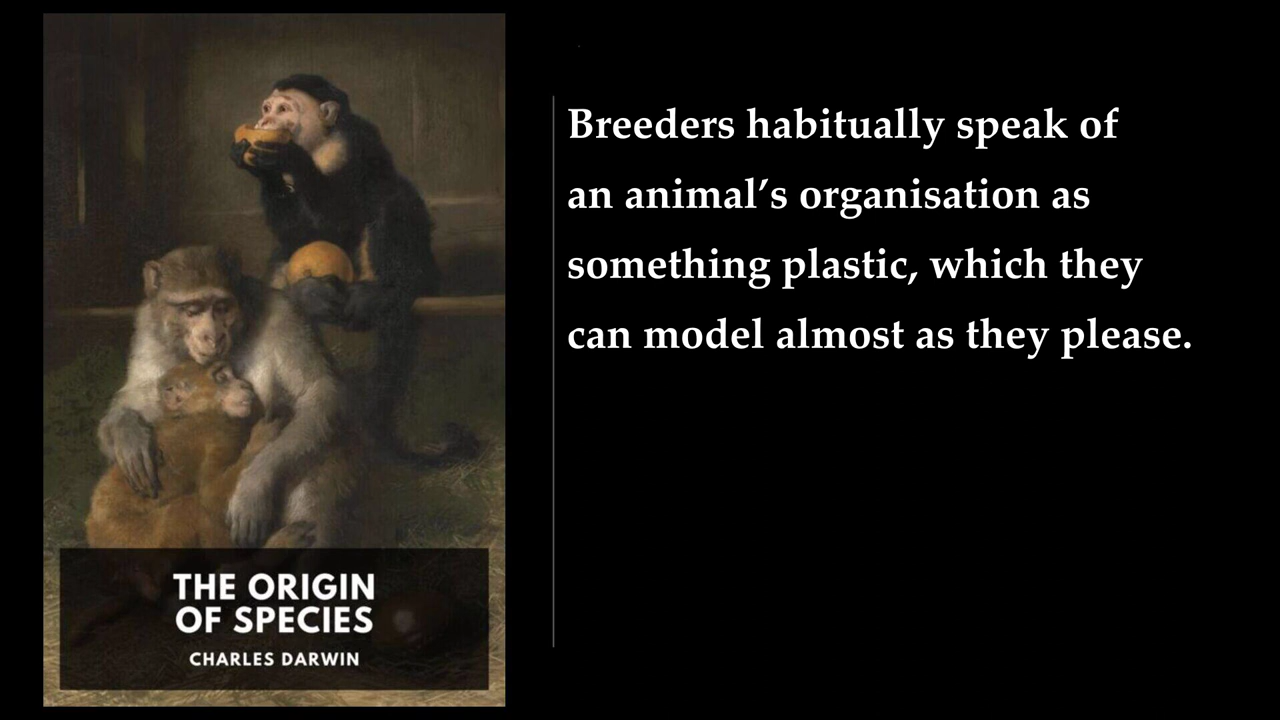 Breeders habitually speak of
an animal’s organisation as
something plastic, which they
can model almost as they please.
THE ORIGIN
OF SPECIES
CHARLES DARWIN